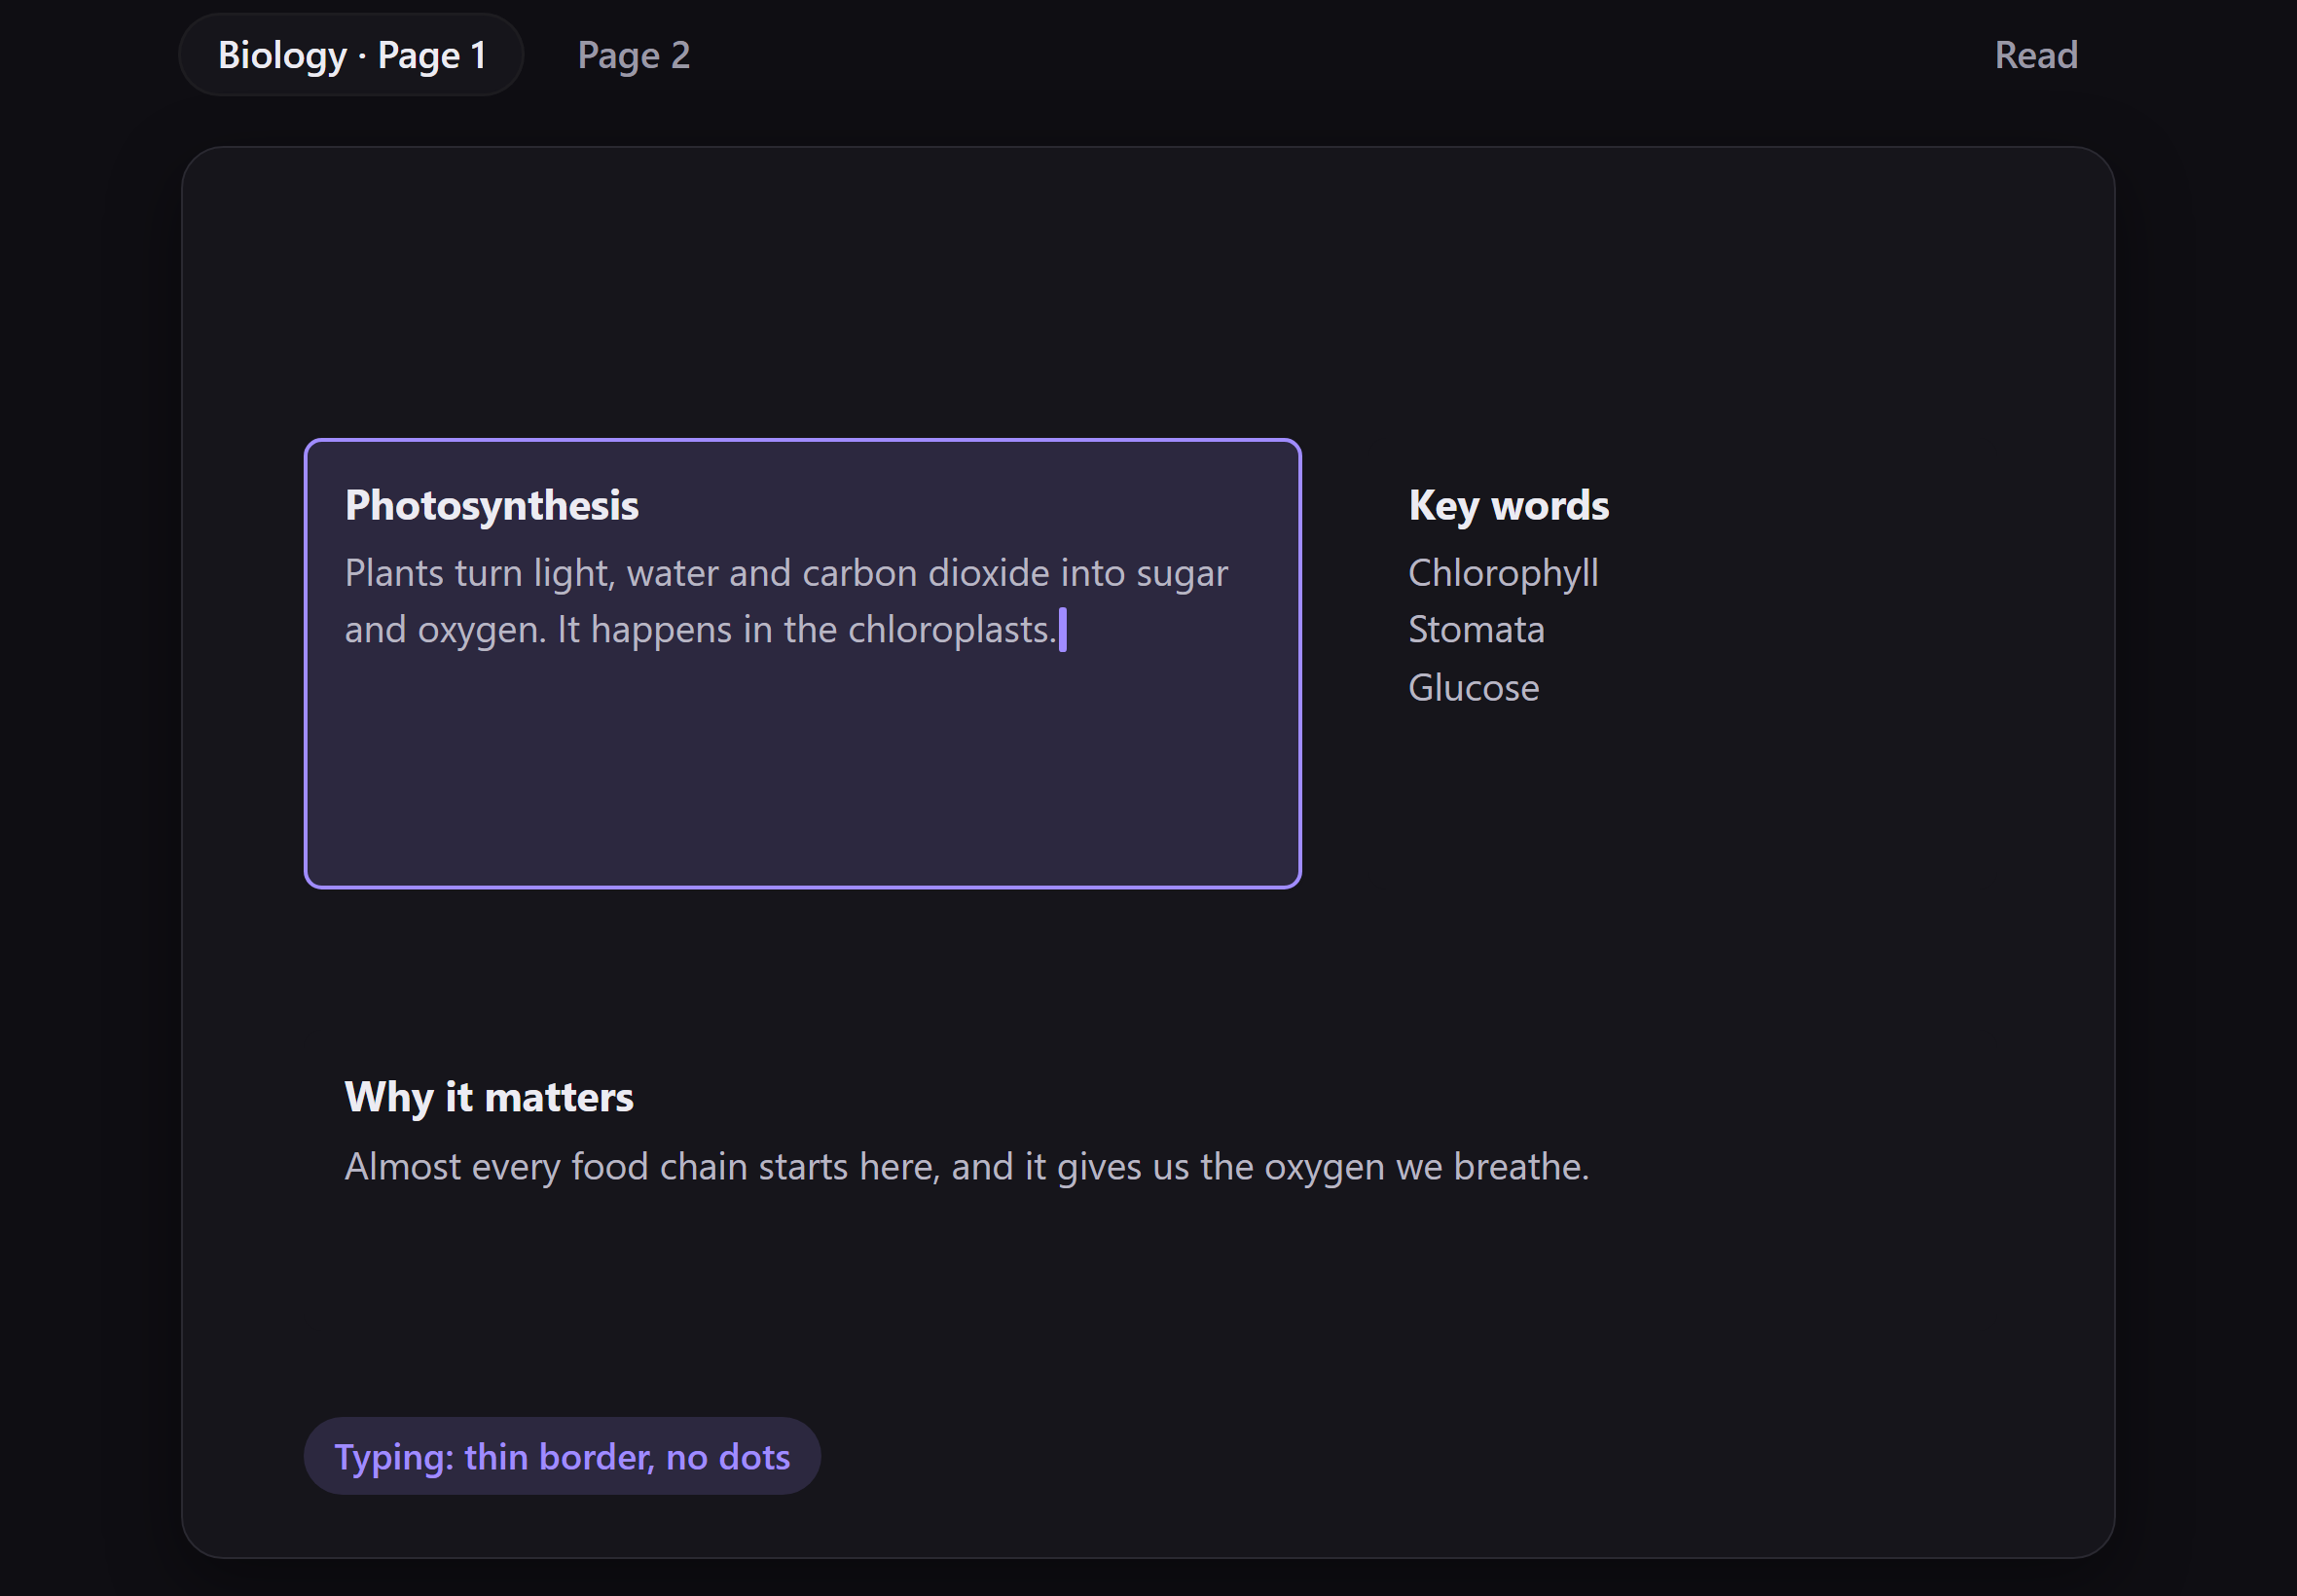 Biology · Page 1
Page 2
Read
Photosynthesis
Plants turn light, water and carbon dioxide into sugar
and oxygen. It happens in the chloroplasts.
Key words
Chlorophyll
Stomata
Glucose
Why it matters
Almost every food chain starts here, and it gives us the oxygen we breathe.
Typing: thin border, no dots